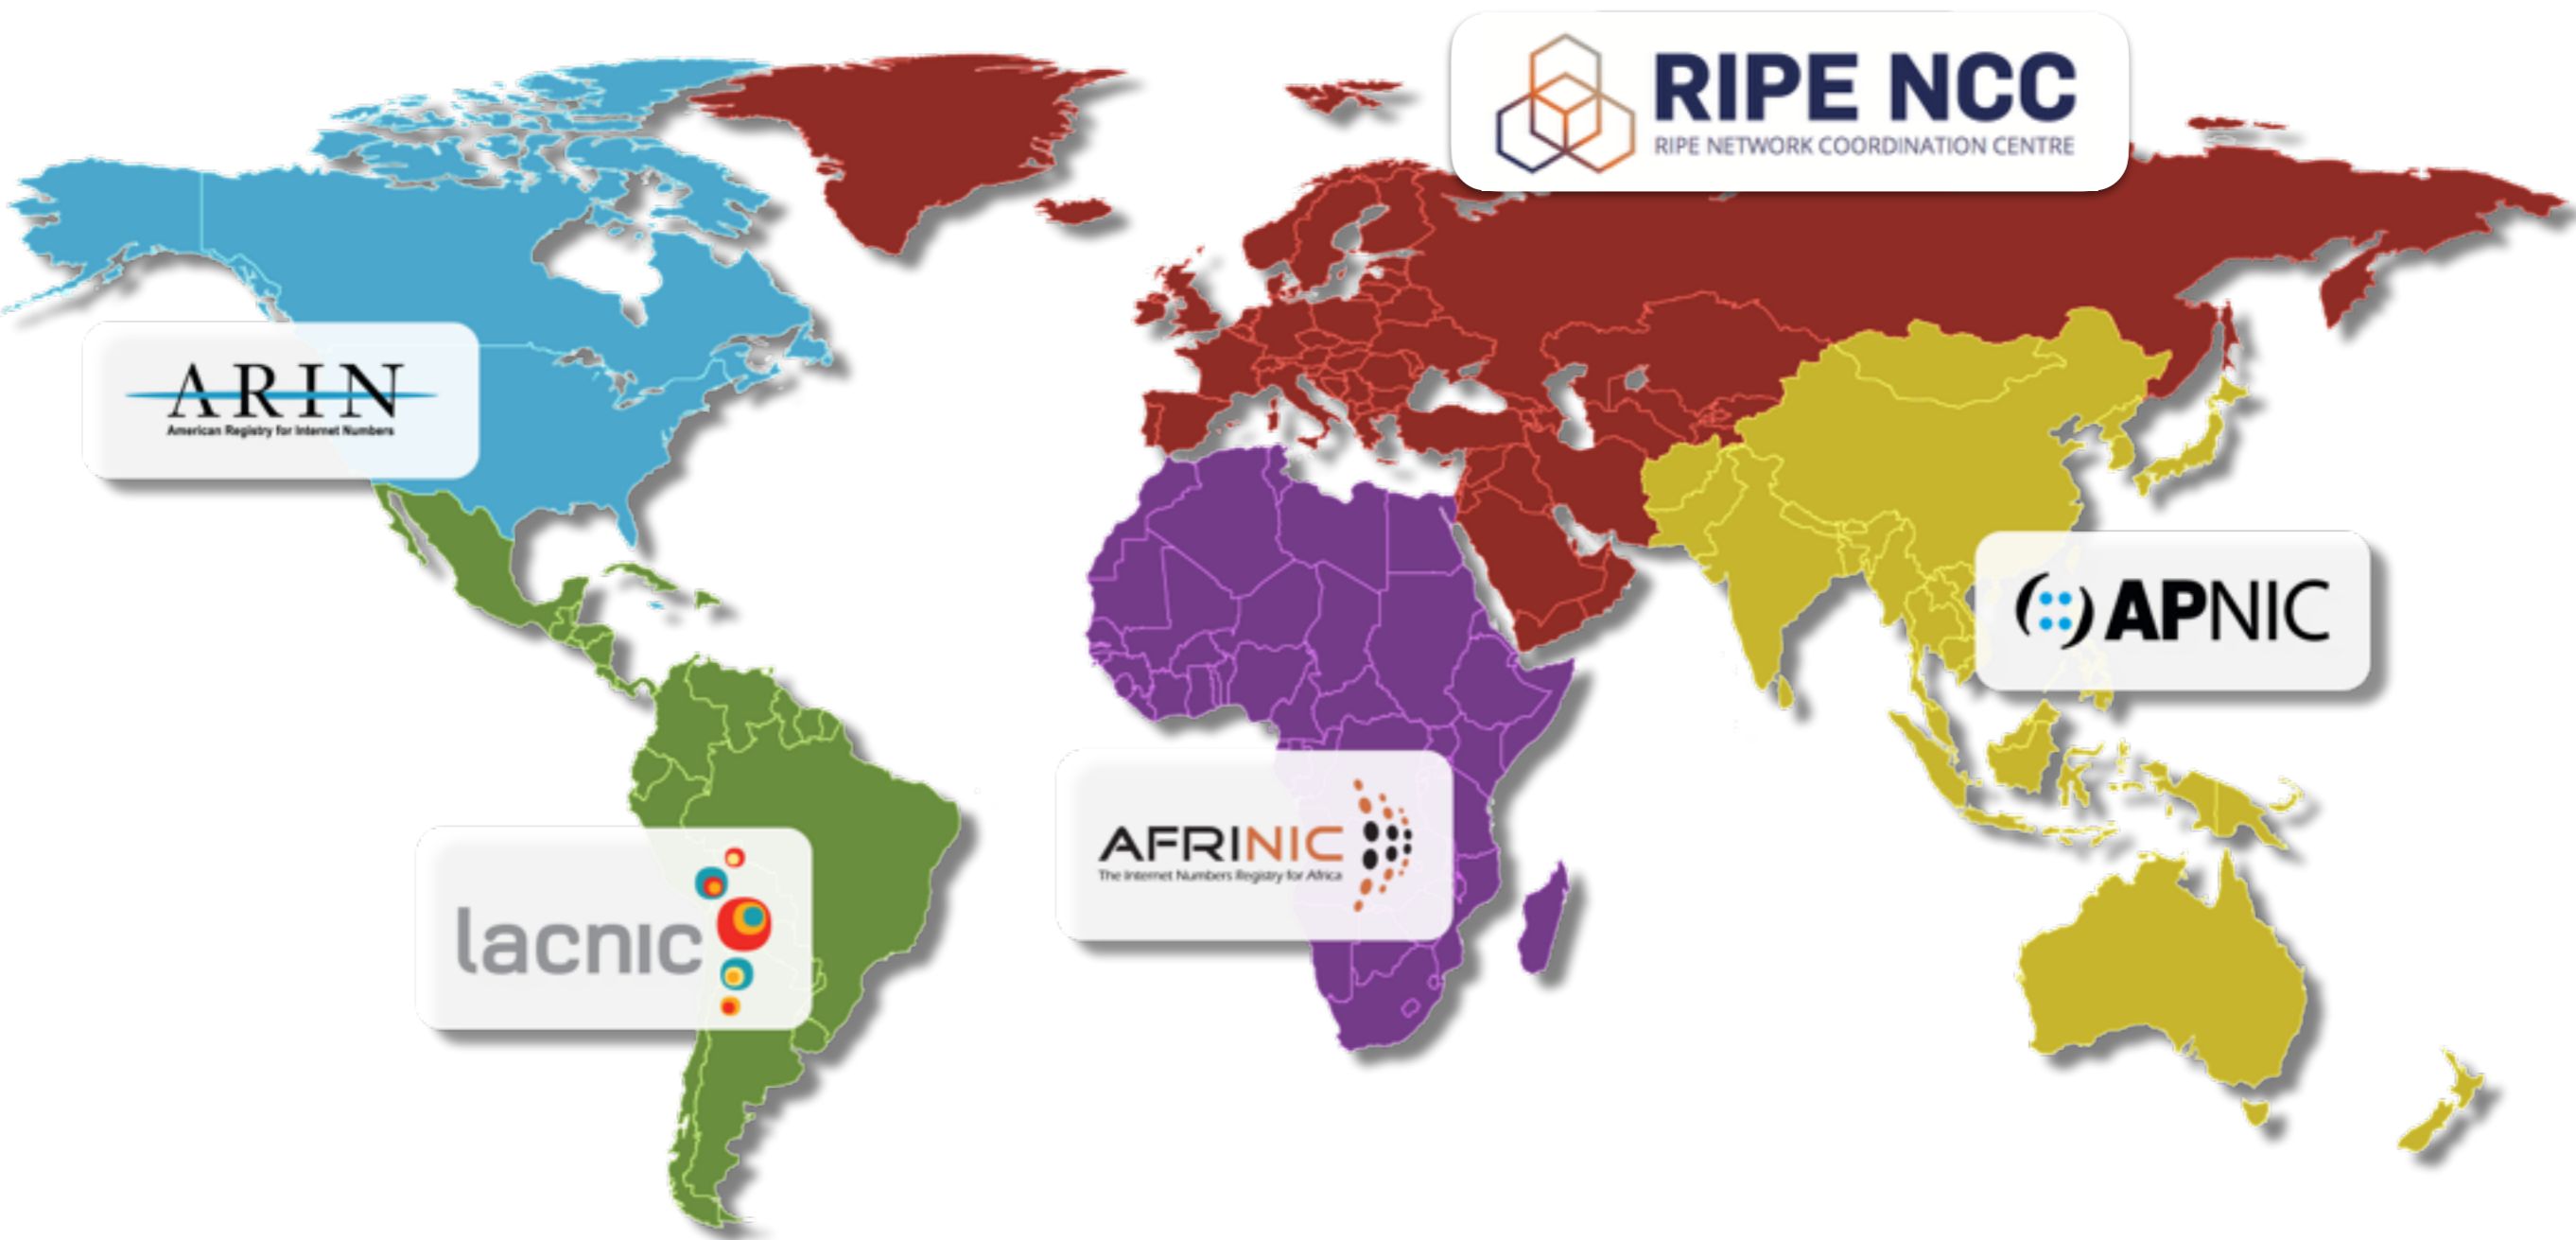 RIPE NCC
RIPE NETWORK COORDINATION CENTRE
ARIN
American Registry for Internet Numbers
APNIC
AFRINIC
The Internet Numbers Registry for Africa
lacnic